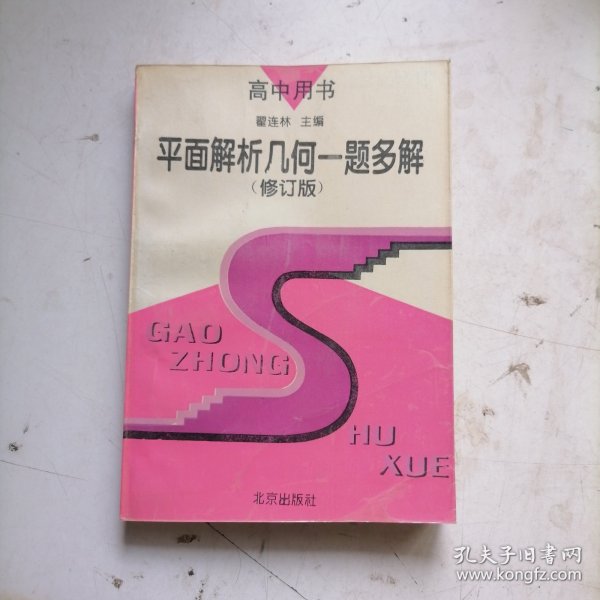 高中用书
翟连林 主编
平面解析几何一题多解
(修订版)
GAO
ZHONG
SHU
XUE
北京出版社
孔夫子旧书网
www.kongfz.com